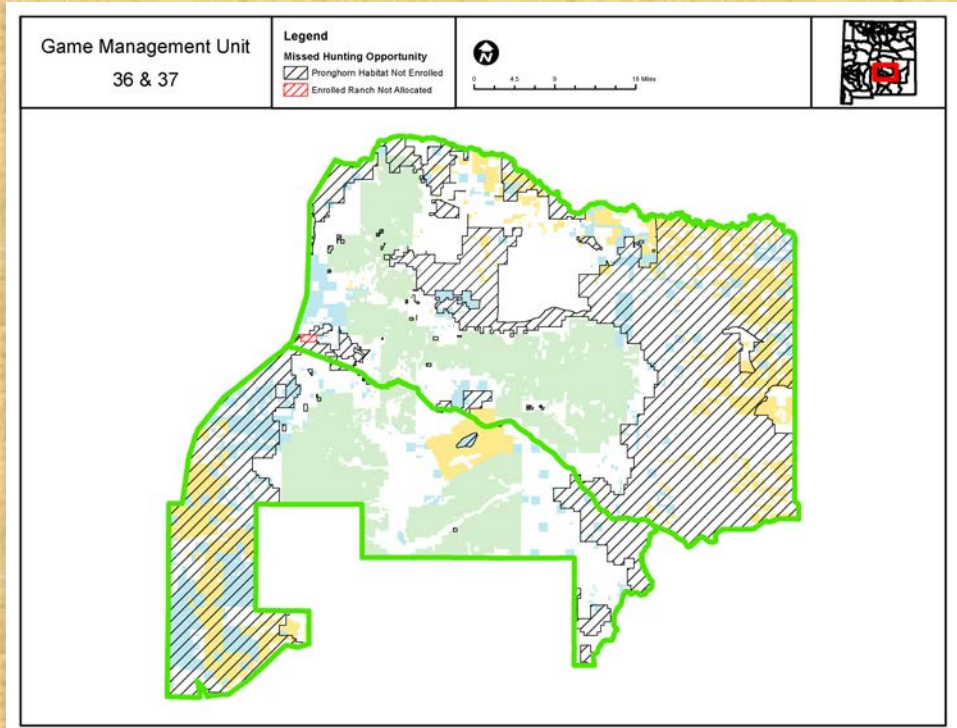 Game Management Unit
36 & 37
Legend
Missed Hunting Opportunity
Pronghorn Habitat Not Enrolled
Enrolled Ranch Not Allocated
N
0 4.5 9 18 Miles